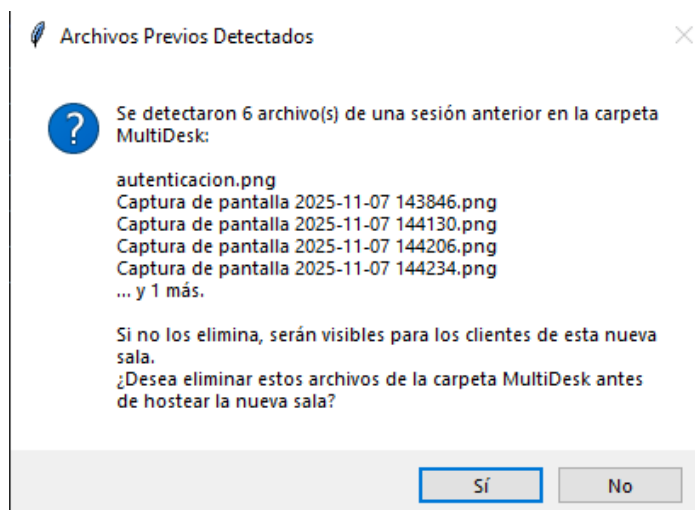 Archivos Previos Detectados
Se detectaron 6 archivo(s) de una sesión anterior en la carpeta
MultiDesk:
autenticacion.png
Captura de pantalla 2025-11-07 143846.png
Captura de pantalla 2025-11-07 144130.png
Captura de pantalla 2025-11-07 144206.png
Captura de pantalla 2025-11-07 144234.png
... y 1 más.
Si no los elimina, serán visibles para los clientes de esta nueva
sala.
¿Desea eliminar estos archivos de la carpeta MultiDesk antes
de hostear la nueva sala?
Sí No